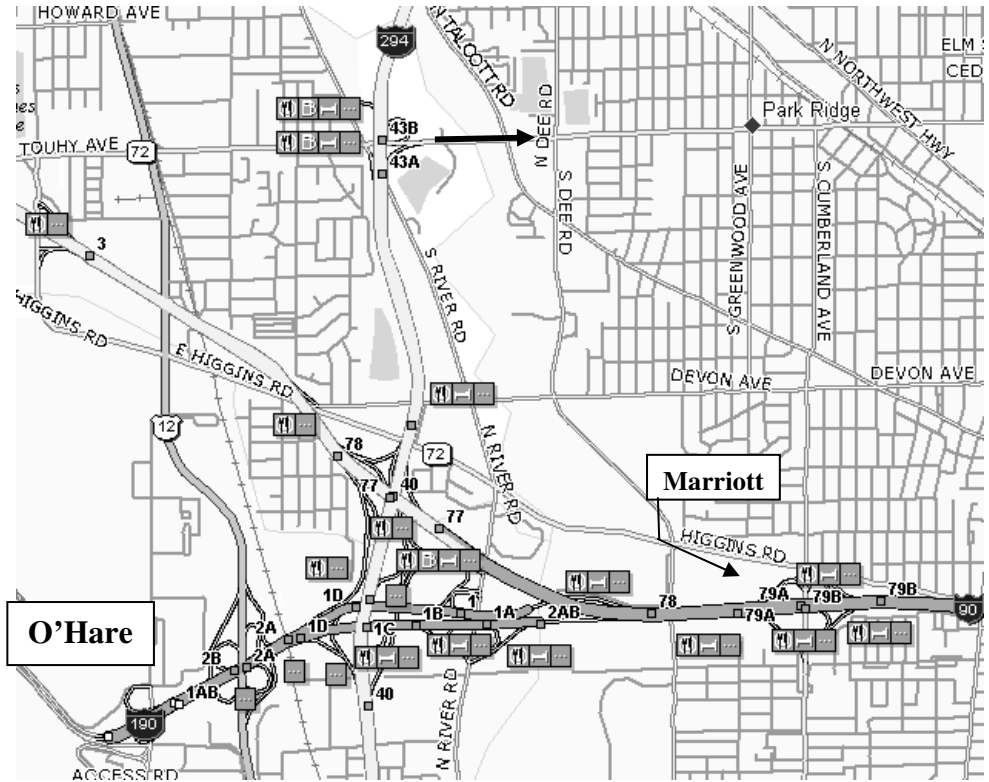 HOWARD AVE
294
N TALCOTT RD
N NORTHWEST HWY
ELM
CED
N DEE RD
Park Ridge
43B
TOUHY AVE
72
43A
S DEE RD
S GREENWOOD AVE
S CUMBERLAND AVE
3
S RIVER RD
HIGGINS RD
E HIGGINS RD
DEVON AVE
DEVON AVE
12
78
72
N RIVER RD
Marriott
77
40
77
HIGGINS RD
O'Hare
1D
1
1B
1A
2AB
78
79A
79A
79B
79B
90
2A
1D
1C
2B
2A
1AB
40
N RIVER RD
190
ACCESS RD